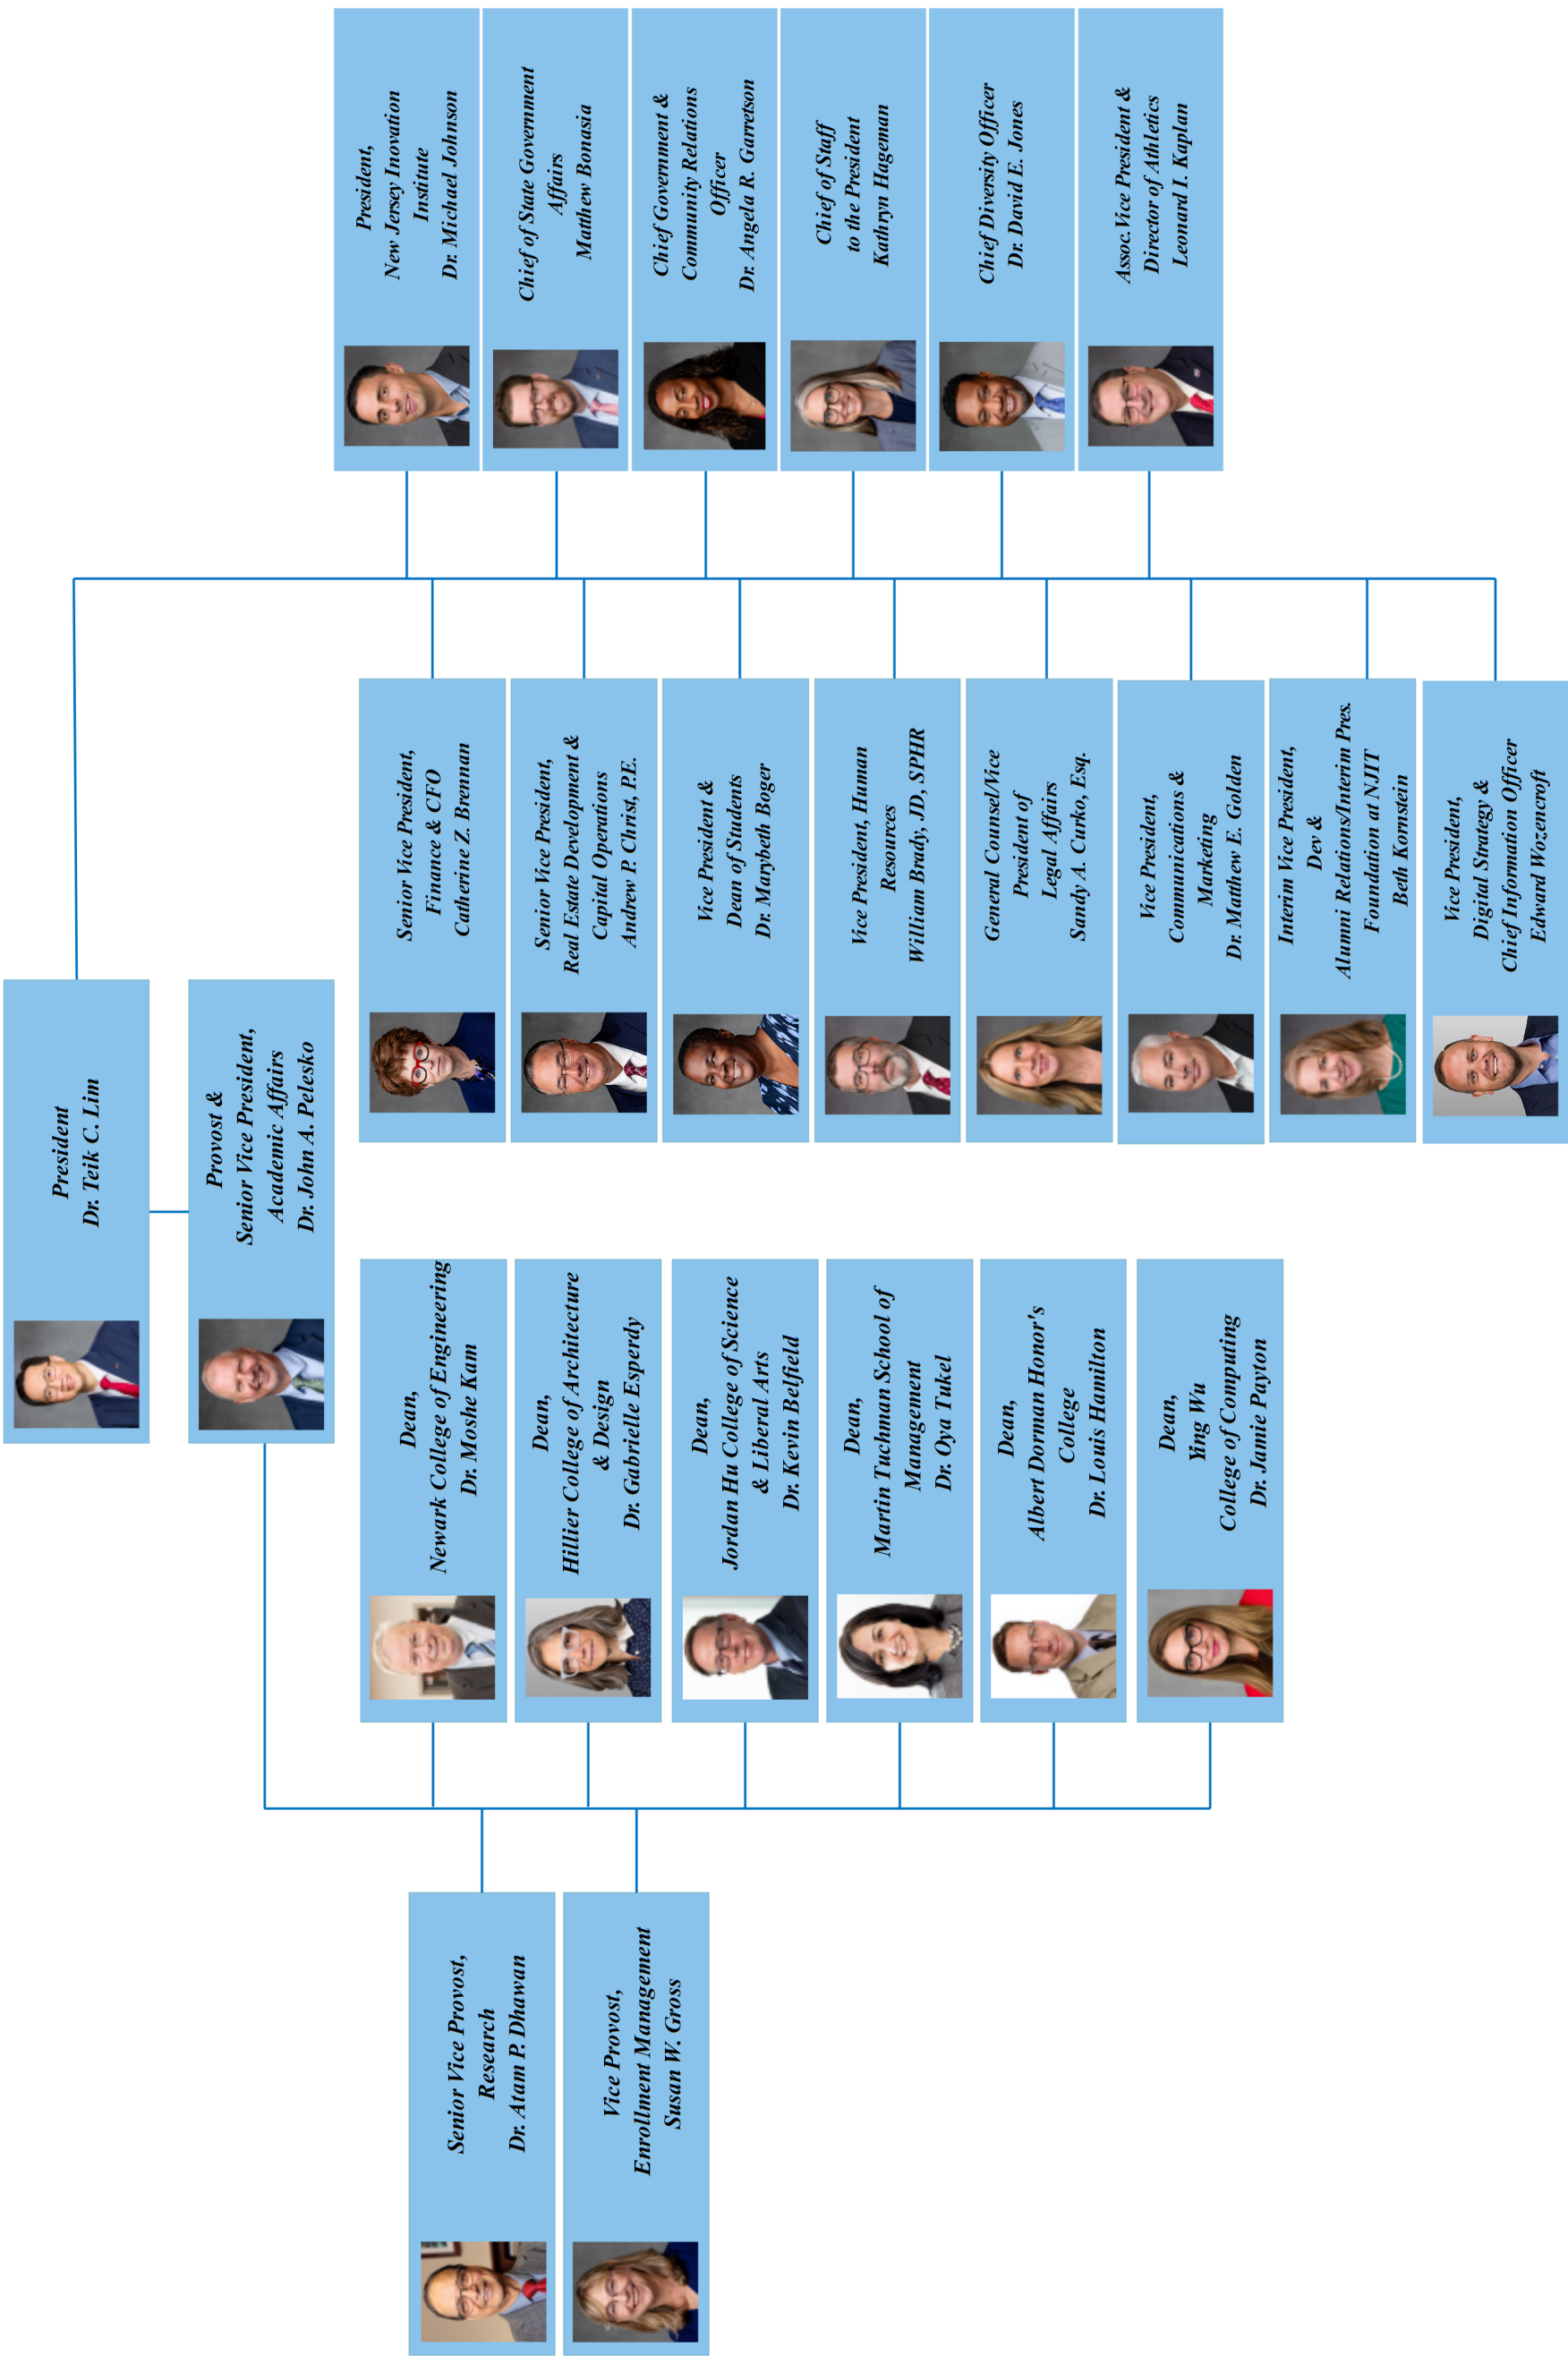 President
Dr. Teik C. Lim
Provost &
Senior Vice President,
Academic Affairs
Dr. John A. Pelesko
Senior Vice Provost,
Research
Dr. Atam P. Dhawan
Vice Provost,
Enrollment Management
Susan W. Gross
Dean,
Newark College of Engineering
Dr. Moshe Kam
Dean,
Hillier College of Architecture
& Design
Dr. Gabrielle Esperdy
Dean,
Jordan Hu College of Science
& Liberal Arts
Dr. Kevin Belfield
Dean,
Martin Tuchman School of
Management
Dr. Oya Tukel
Dean,
Albert Dorman Honor's
College
Dr. Louis Hamilton
Dean,
Ying Wu
College of Computing
Dr. Jamie Payton
Senior Vice President,
Finance & CFO
Catherine Z. Brennan
Senior Vice President,
Real Estate Development &
Capital Operations
Andrew P. Christ, P.E.
Vice President &
Dean of Students
Dr. Marybeth Boger
Vice President, Human
Resources
William Brady, JD, SPHR
General Counsel/Vice
President of
Legal Affairs
Sandy A. Curko, Esq.
Vice President,
Communications &
Marketing
Dr. Matthew E. Golden
Interim Vice President,
Dev &
Alumni Relations/Interim Pres.
Foundation at NJIT
Beth Kornstein
Vice President,
Digital Strategy &
Chief Information Officer
Edward Wozencroft
President,
New Jersey Inovation
Institute
Dr. Michael Johnson
Chief of State Government
Affairs
Matthew Bonasia
Chief Government &
Community Relations
Officer
Dr. Angela R. Garretson
Chief of Staff
to the President
Kathryn Hageman
Chief Diversity Officer
Dr. David E. Jones
Assoc.Vice President &
Director of Athletics
Leonard I. Kaplan